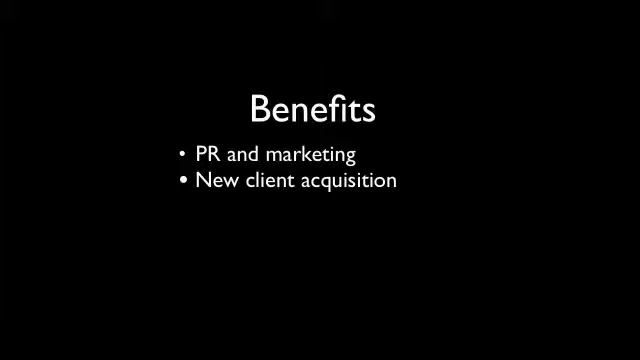 Benefits
• PR and marketing
• New client acquisition